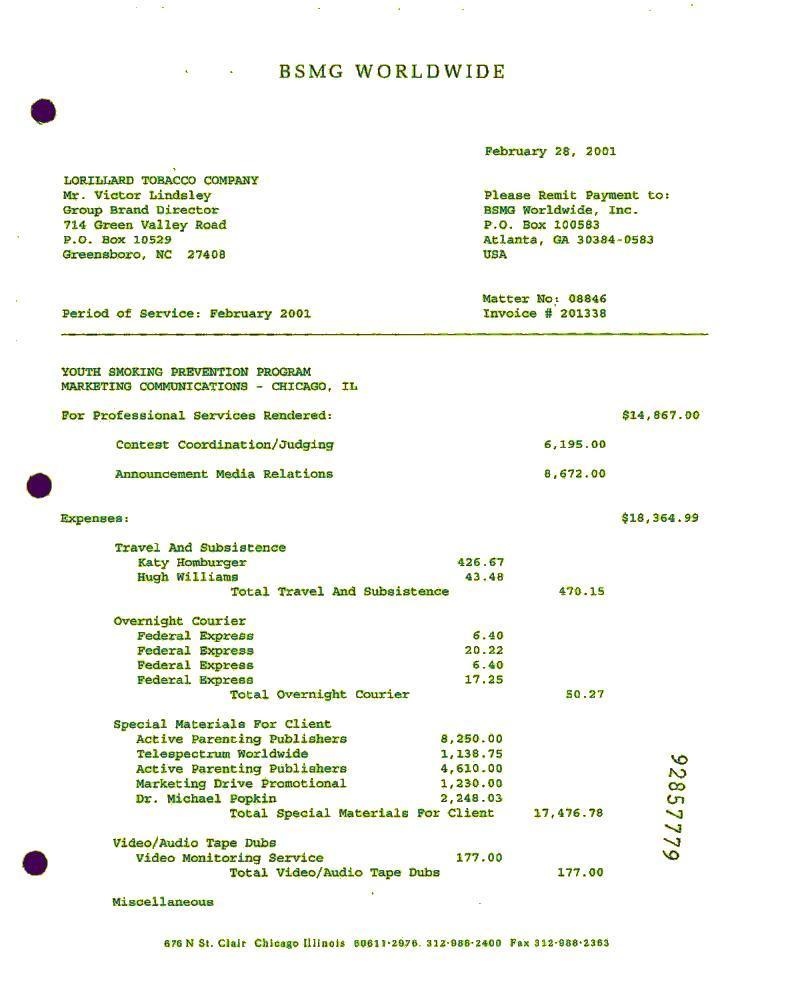 BSMG WORLDWIDE
February 28, 2001
LORILLARD TOBACCO COMPANY
Mr. Victor Lindsley
Group Brand Director
714 Green Valley Road
P.O. Box 10529
Greensboro, NC 27408
Please Remit Payment to:
BSMG Worldwide, Inc.
P.O. Box 100583
Atlanta, GA 30384-0583
USA
Matter No: 08846
Period of Service: February 2001 Invoice # 201338
YOUTH SMOKING PREVENTION PROGRAM
MARKETING COMMUNICATIONS - CHICAGO, IL
For Professional Services Rendered: $14,867.00
Contest Coordination/Judging 6,195.00
Announcement Media Relations 8,672.00
Expenses: $18,364.99
Travel And Subsistence
Katy Homburger 426.67
Hugh Williams 43.48
Total Travel And Subsistence 470.15
Overnight Courier
Federal Express 6.40
Federal Express 20.22
Federal Express 6.40
Federal Express 17.25
Total Overnight Courier 50.27
Special Materials For Client
Active Parenting Publishers 8,250.00
Telespectrum Worldwide 1,138.75
Active Parenting Publishers 4,610.00
Marketing Drive Promotional 1,230.00
Dr. Michael Popkin 2,248.03
Total Special Materials For Client 17,476.78
Video/Audio Tape Dubs
Video Monitoring Service 177.00
Total Video/Audio Tape Dubs 177.00
Miscellaneous
92857779
676 N St. Clair Chicago Illinois 60611·2976. 312·988·2400 Fax 312·988·2363